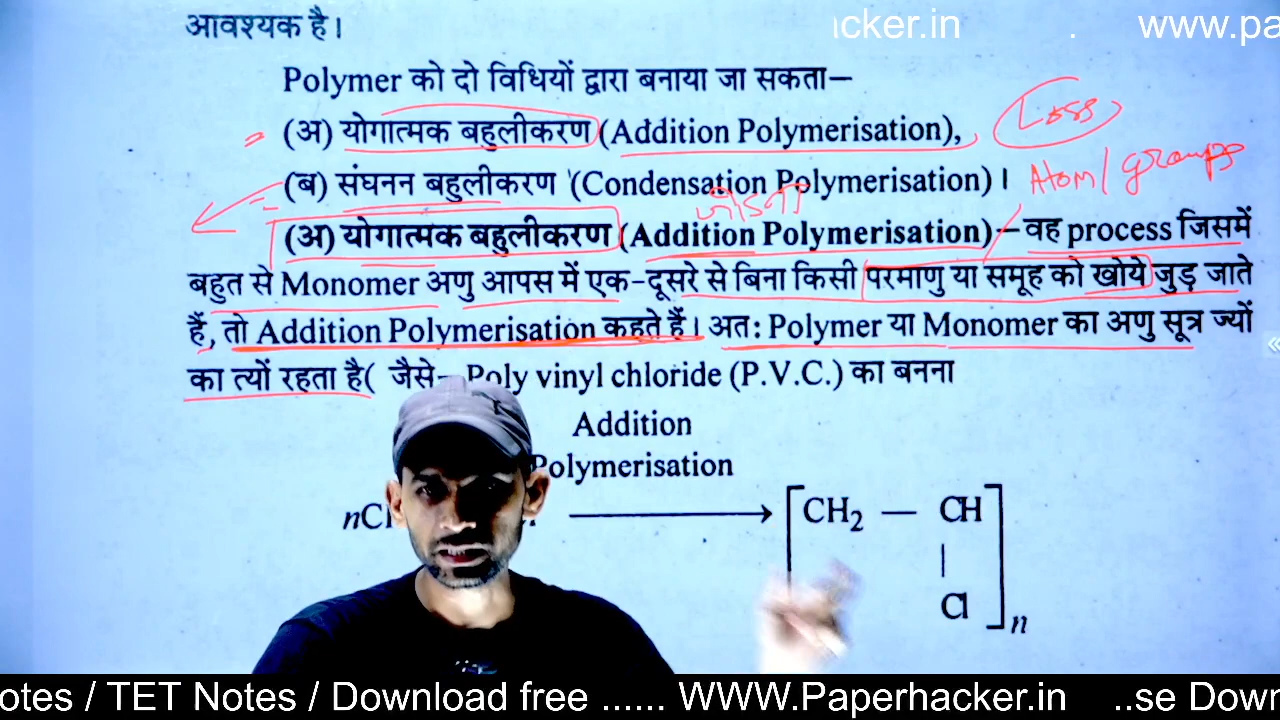 आवश्यक है।
acker.in . www.pa
Polymer को दो विधियों द्वारा बनाया जा सकता–
(अ) योगात्मक बहुलीकरण (Addition Polymerisation),
Loss
(ब) संघनन बहुलीकरण (Condensation Polymerisation)।
Atom/groups
जोडना
(अ) योगात्मक बहुलीकरण (Addition Polymerisation)–वह process जिसमें
बहुत से Monomer अणु आपस में एक-दूसरे से बिना किसी परमाणु या समूह को खोये जुड़ जाते
हैं, तो Addition Polymerisation कहते हैं। अत: Polymer या Monomer का अणु सूत्र ज्यों
का त्यों रहता है( जैसे– Poly vinyl chloride (P.V.C.) का बनना
Addition
Polymerisation
[CH2 — CH]n
|
Cl
otes / TET Notes / Download free ...... WWW.Paperhacker.in ..se Down